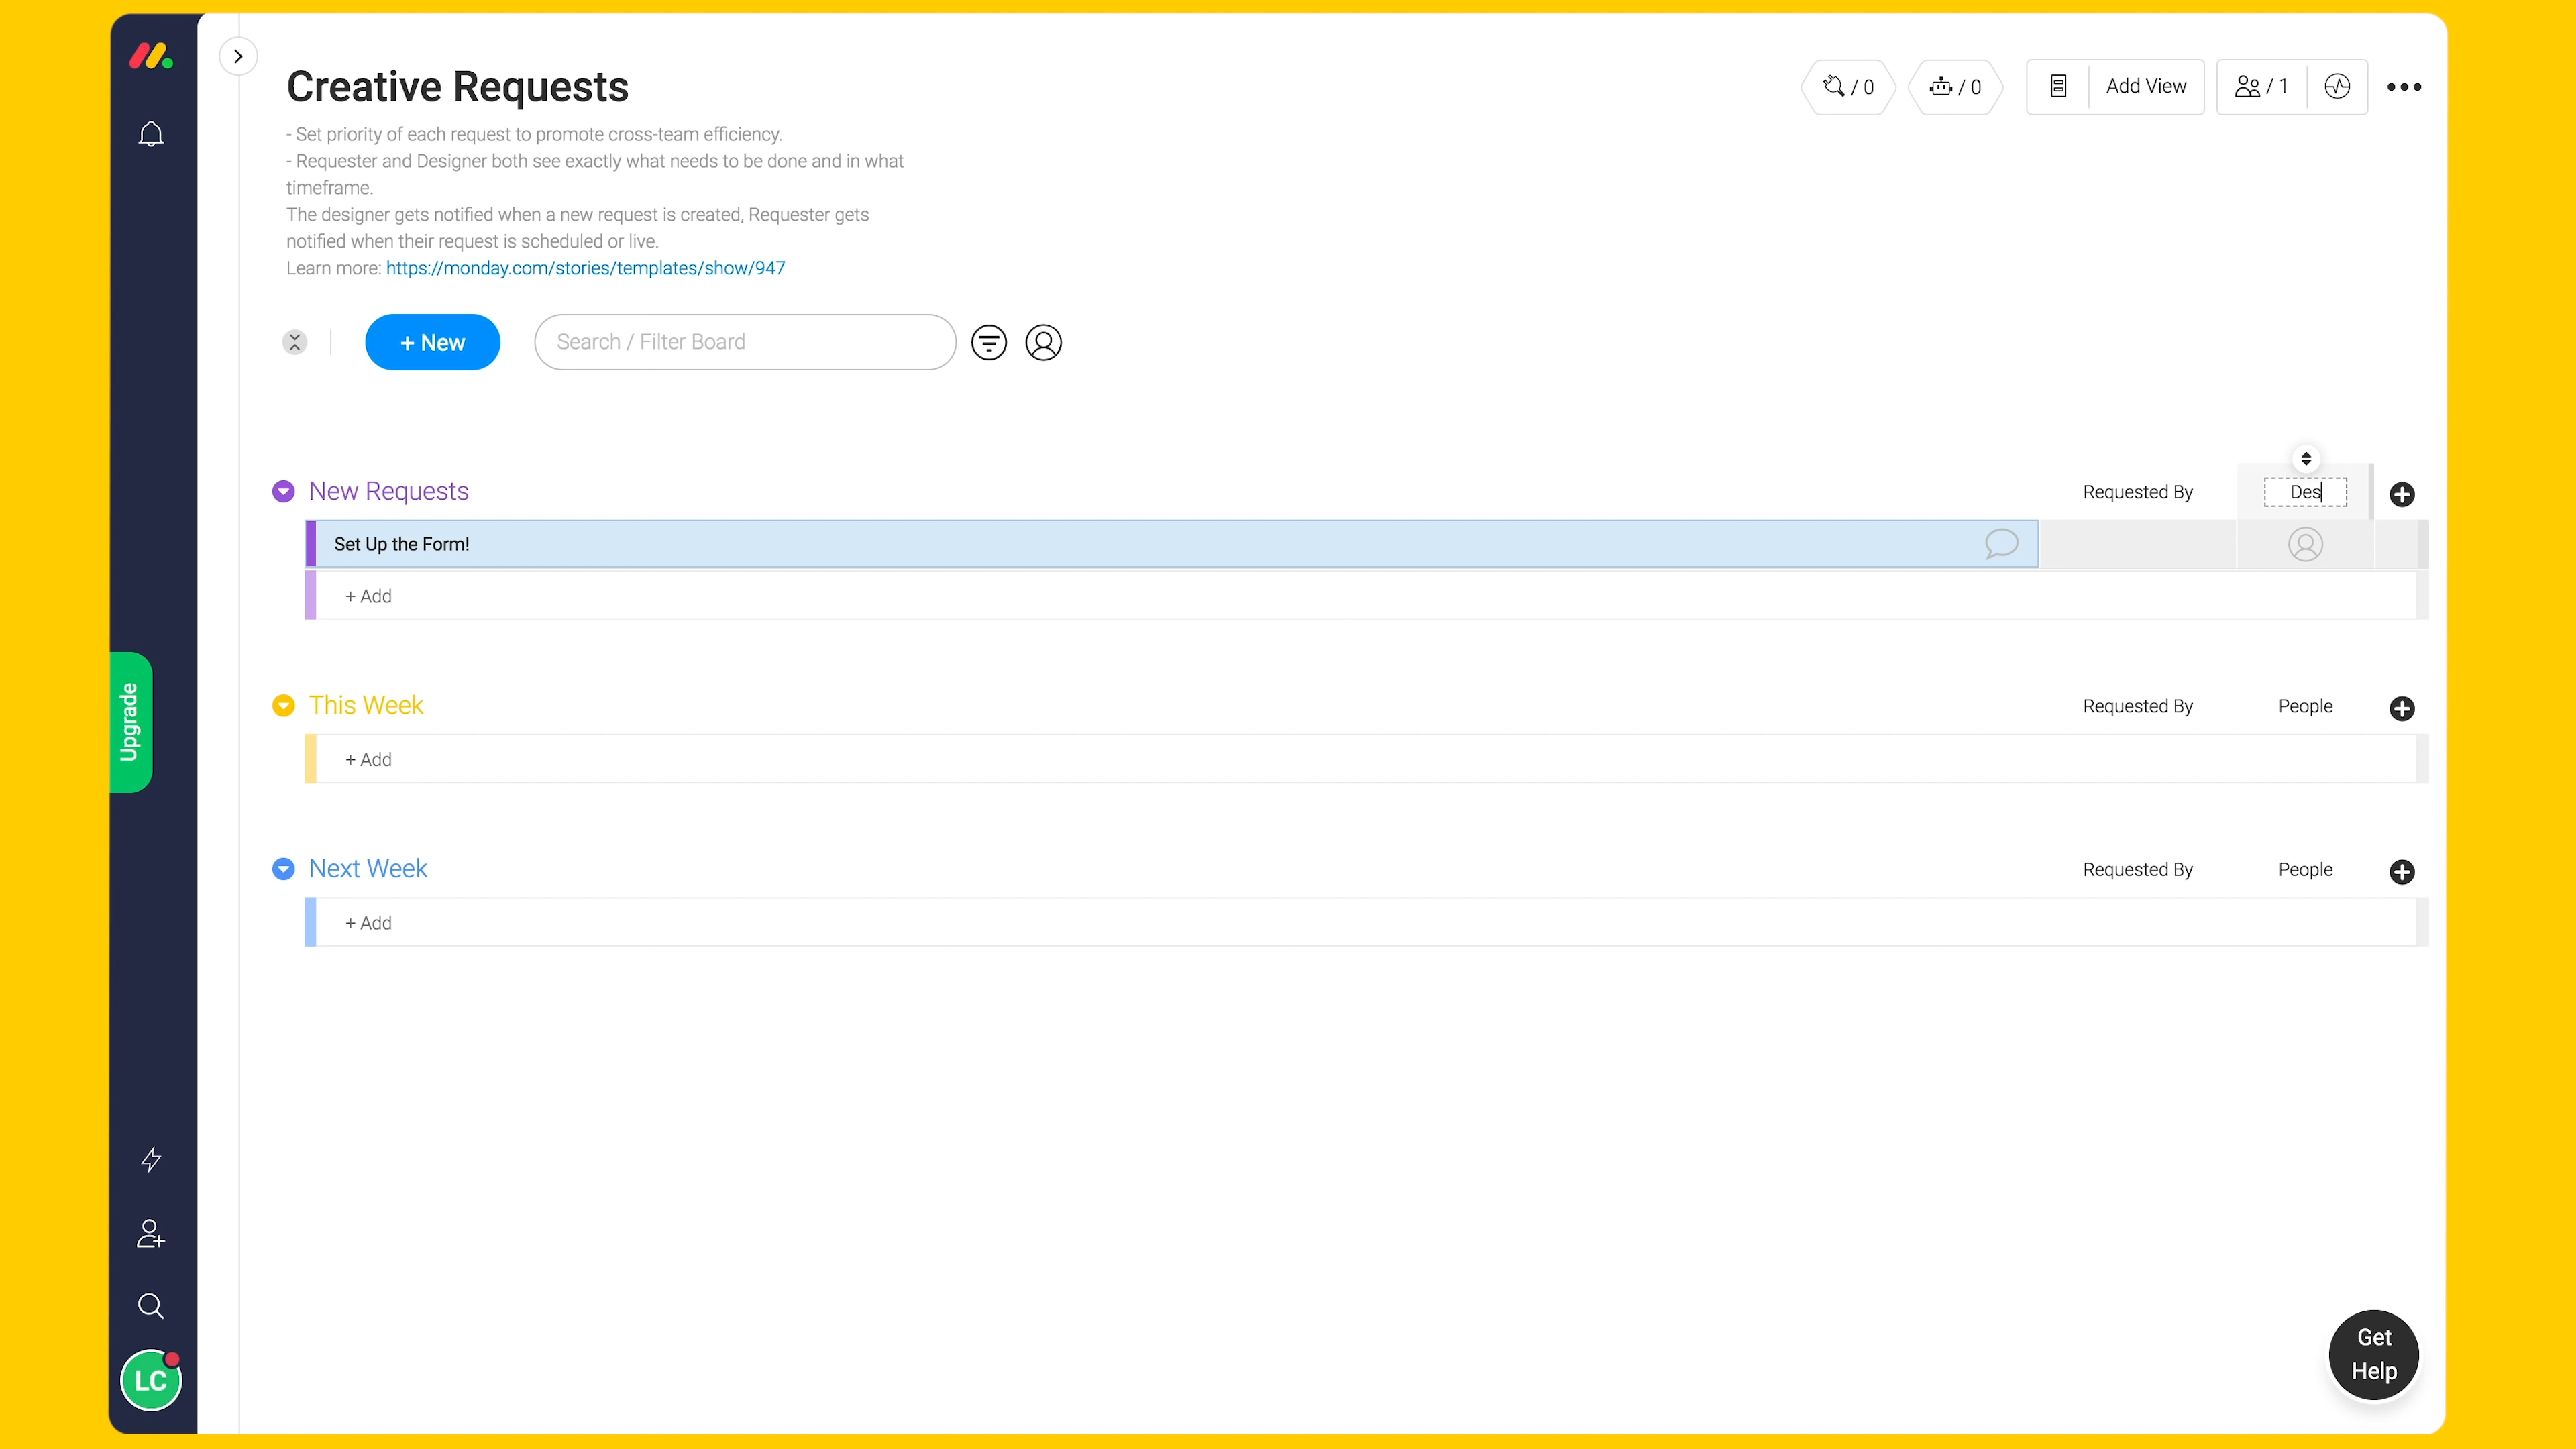 Creative Requests
/ 0
/ 0
Add View
/ 1
- Set priority of each request to promote cross-team efficiency.
- Requester and Designer both see exactly what needs to be done and in what
timeframe.
The designer gets notified when a new request is created, Requester gets
notified when their request is scheduled or live.
Learn more: https://monday.com/stories/templates/show/947
+ New
Search / Filter Board
New Requests
Requested By
Des
Set Up the Form!
+ Add
Upgrade
This Week
Requested By
People
+ Add
Next Week
Requested By
People
+ Add
LC
Get
Help